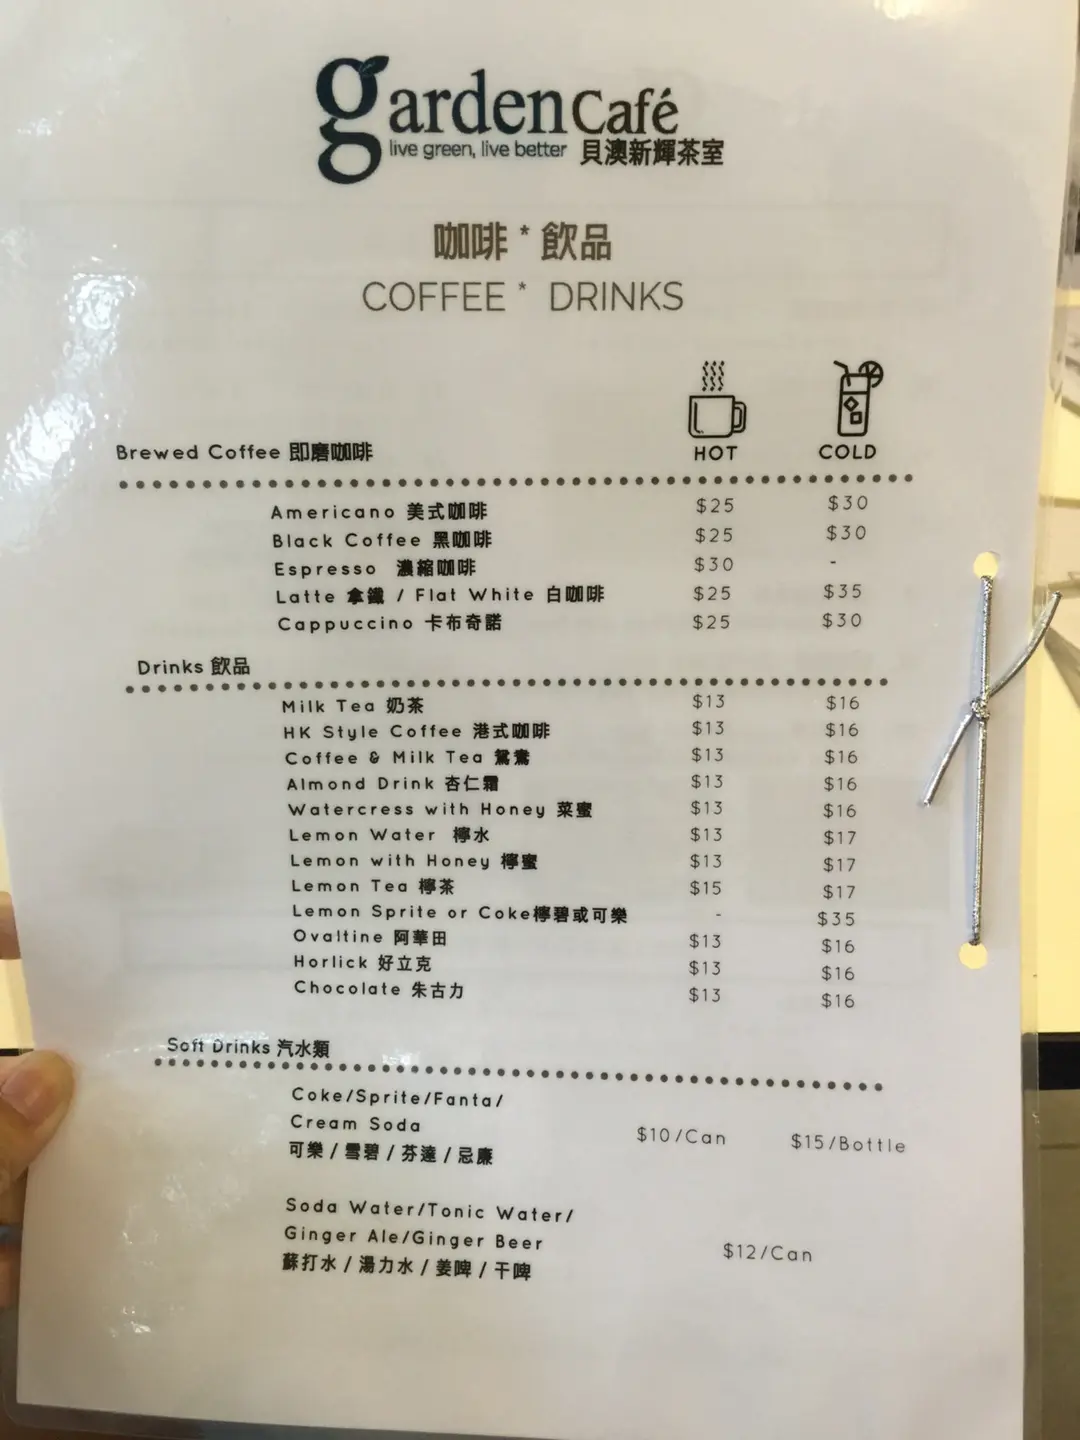 garden Café
live green, live better 貝澳新輝茶室
咖啡 * 飲品
COFFEE * DRINKS
Brewed Coffee 即磨咖啡 HOT COLD
Americano 美式咖啡 $25 $30
Black Coffee 黑咖啡 $25 $30
Espresso 濃縮咖啡 $30 -
Latte 拿鐵 / Flat White 白咖啡 $25 $35
Cappuccino 卡布奇諾 $25 $30
Drinks 飲品
Milk Tea 奶茶 $13 $16
HK Style Coffee 港式咖啡 $13 $16
Coffee & Milk Tea 鴛鴦 $13 $16
Almond Drink 杏仁霜 $13 $16
Watercress with Honey 菜蜜 $13 $16
Lemon Water 檸水 $13 $17
Lemon with Honey 檸蜜 $13 $17
Lemon Tea 檸茶 $15 $17
Lemon Sprite or Coke檸碧或可樂 - $35
Ovaltine 阿華田 $13 $16
Horlick 好立克 $13 $16
Chocolate 朱古力 $13 $16
Soft Drinks 汽水類
Coke/Sprite/Fanta/
Cream Soda $10/Can $15/Bottle
可樂 / 雪碧 / 芬達 / 忌廉
Soda Water/Tonic Water/
Ginger Ale/Ginger Beer $12/Can
蘇打水 / 湯力水 / 姜啤 / 干啤